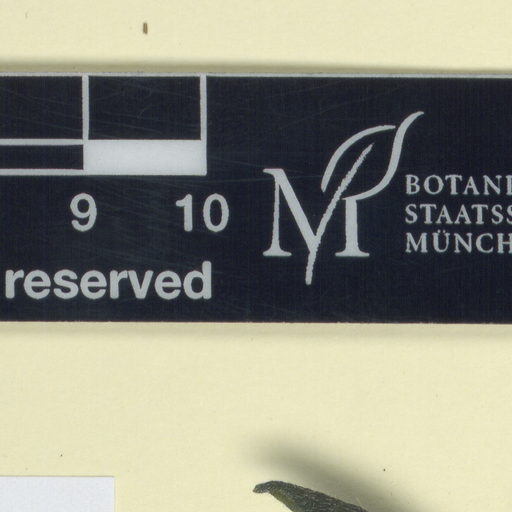 9 10
reserved
M
BOTANI
STAATSS
MÜNCH